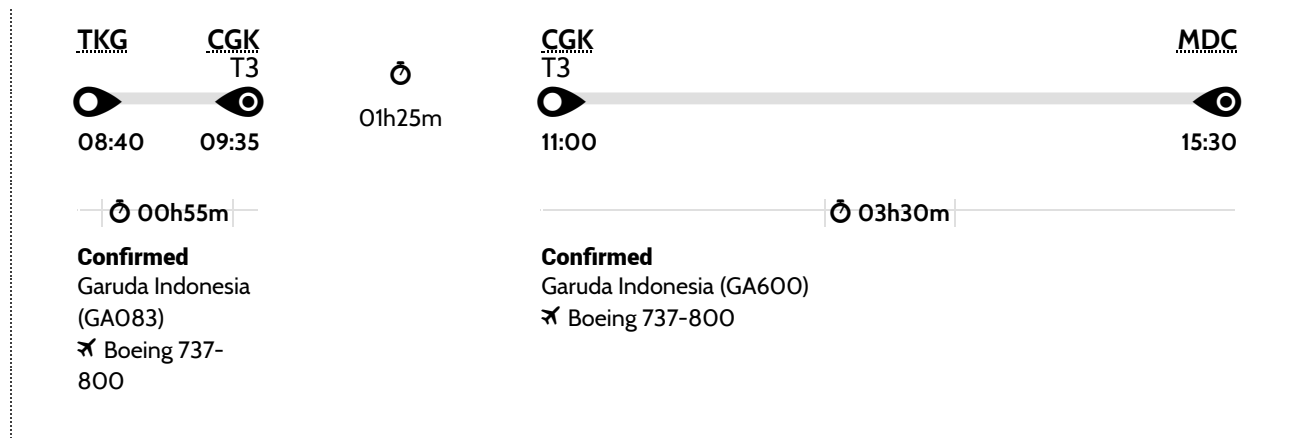 TKG CGK
T3
08:40 09:35
00h55m
Confirmed
Garuda Indonesia
(GA083)
Boeing 737-
800
01h25m
CGK MDC
T3
11:00 15:30
03h30m
Confirmed
Garuda Indonesia (GA600)
Boeing 737-800